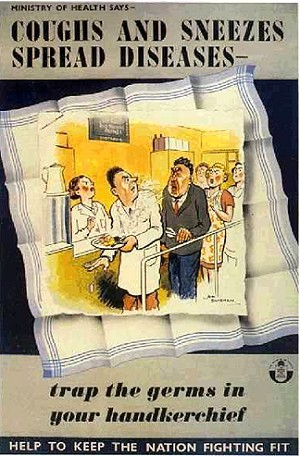 MINISTRY OF HEALTH SAYS—
COUGHS AND SNEEZES
SPREAD DISEASES—
trap the germs in
your handkerchief
HELP TO KEEP THE NATION FIGHTING FIT